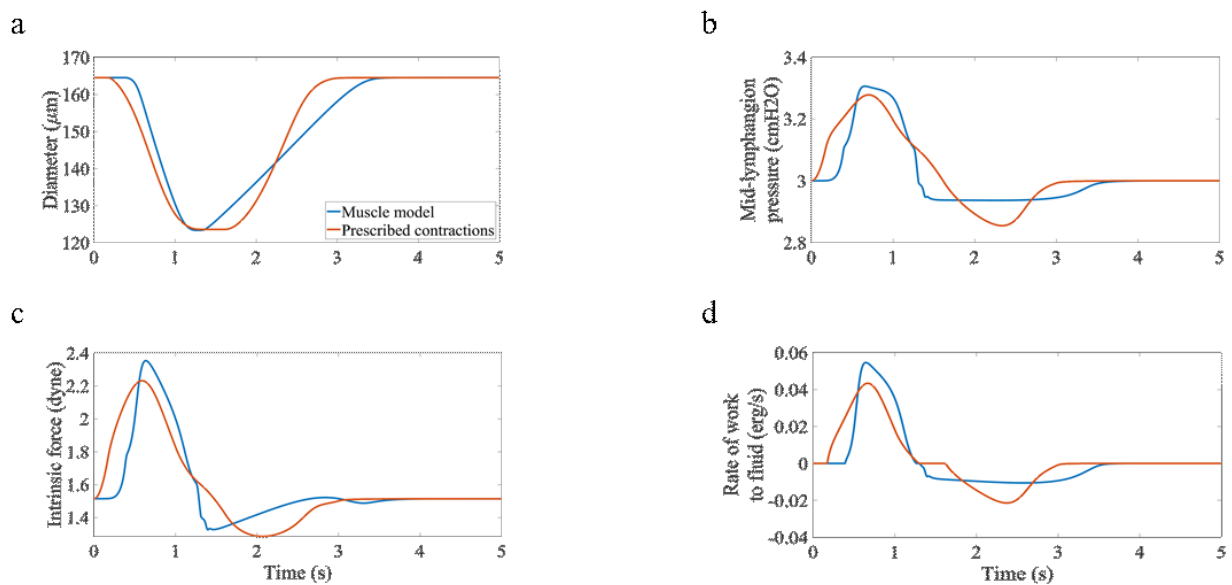 a
170
160
150
140
130
120
Diameter (μm)
0 1 2 3 4 5
Muscle model
Prescribed contractions
b
3.4
3.2
3
2.8
Mid-lymphangion
pressure (cmH2O)
0 1 2 3 4 5
c
2.4
2.2
2
1.8
1.6
1.4
Intrinsic force (dyne)
0 1 2 3 4 5
Time (s)
d
0.06
0.04
0.02
0
-0.02
-0.04
Rate of work
to fluid (erg/s)
0 1 2 3 4 5
Time (s)